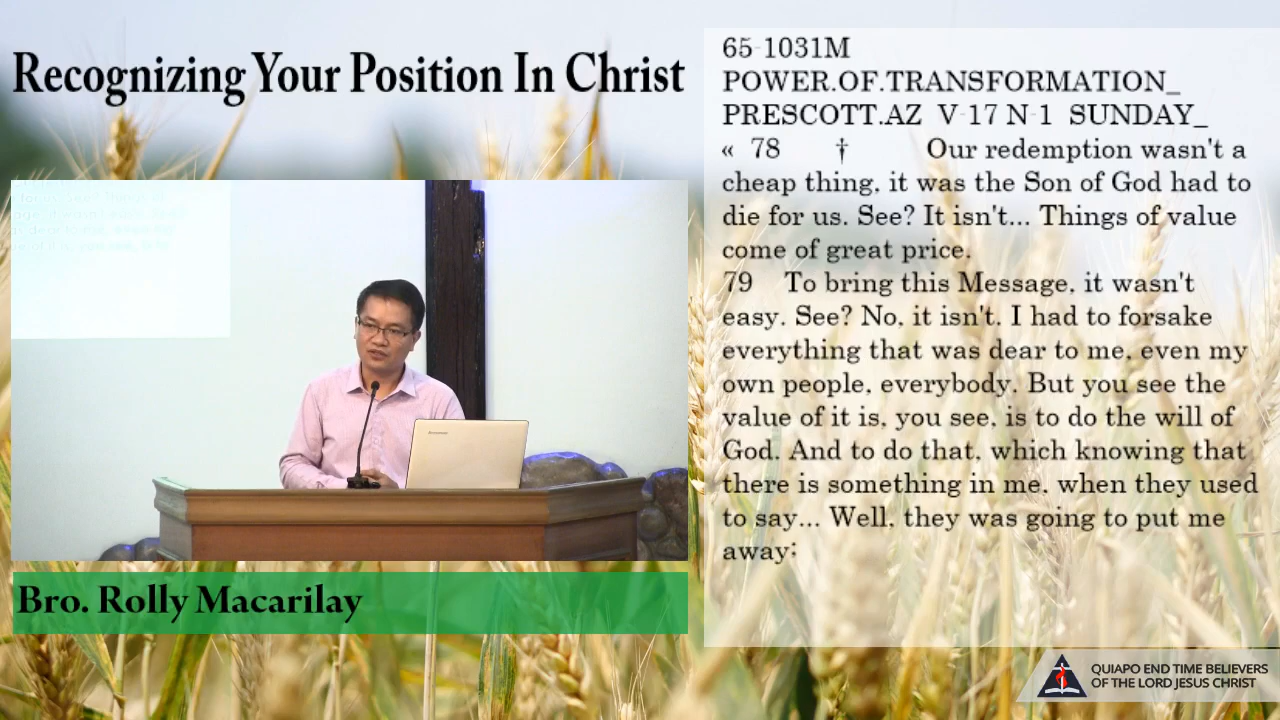 Recognizing Your Position In Christ
65-1031M
POWER.OF.TRANSFORMATION_
PRESCOTT.AZ V-17 N-1 SUNDAY_
« 78 † Our redemption wasn't a
cheap thing, it was the Son of God had to
die for us. See? It isn't... Things of value
come of great price.
79 To bring this Message, it wasn't
easy. See? No, it isn't. I had to forsake
everything that was dear to me, even my
own people, everybody. But you see the
value of it is, you see, is to do the will of
God. And to do that, which knowing that
there is something in me, when they used
to say... Well, they was going to put me
away;
Bro. Rolly Macarilay
QUIAPO END TIME BELIEVERS
OF THE LORD JESUS CHRIST